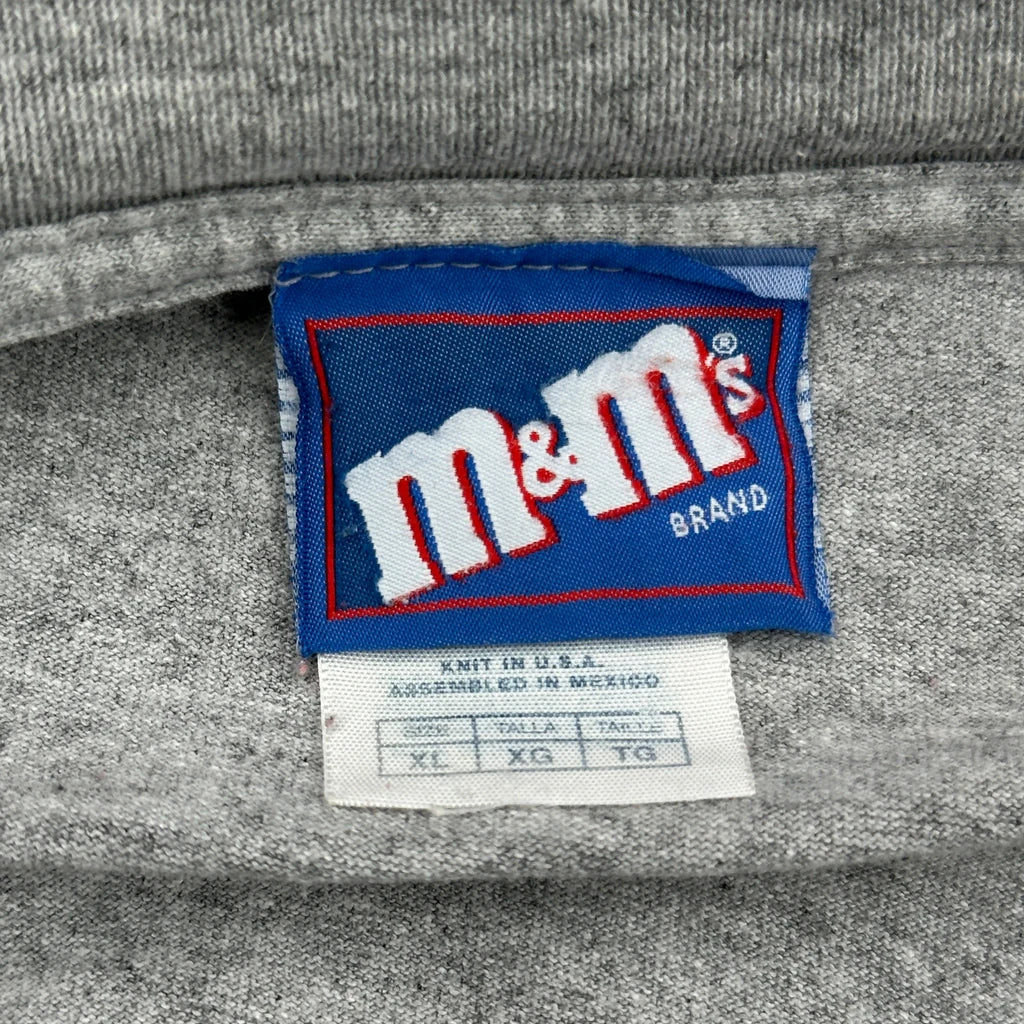 m&m's®
BRAND
KNIT IN U.S.A.
ASSEMBLED IN MEXICO
SIZE TALLA TAILLE
XL XG TG